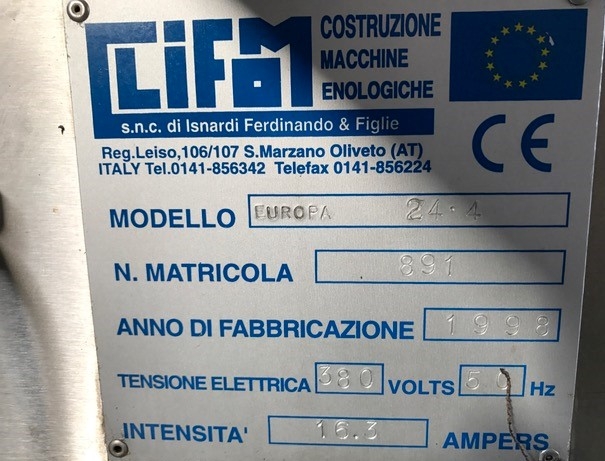 CLIFOM
COSTRUZIONE
MACCHINE
ENOLOGICHE
s.n.c. di Isnardi Ferdinando & Figlie
Reg.Leiso,106/107 S.Marzano Oliveto (AT)
ITALY Tel.0141-856342 Telefax 0141-856224
CE
MODELLO EUROPA 24.4
N. MATRICOLA 891
ANNO DI FABBRICAZIONE 1998
TENSIONE ELETTRICA 380 VOLTS 50 Hz
INTENSITA' 16.3 AMPERS